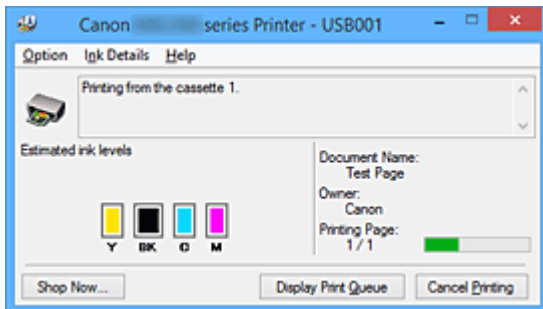 Canon series Printer - USB001
Option Ink Details Help
Printing from the cassette 1.
Estimated ink levels
Document Name:
Test Page
Owner:
Canon
Printing Page:
1 / 1
Y BK C M
Shop Now... Display Print Queue Cancel Printing